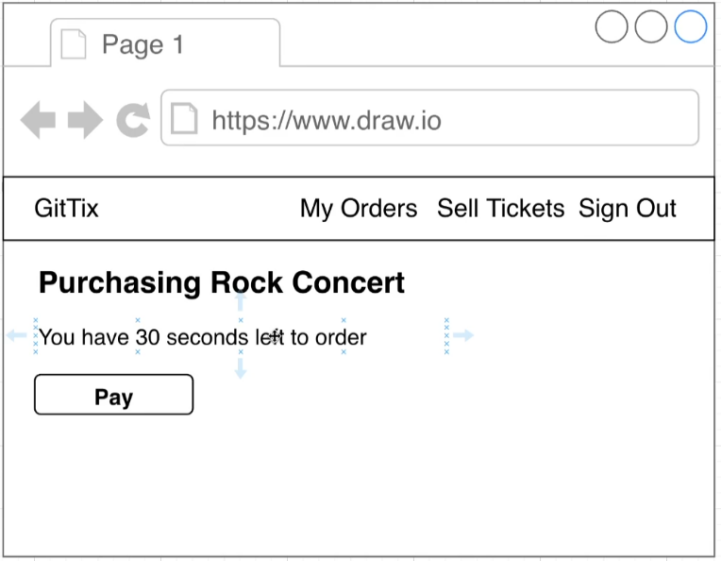 Page 1
https://www.draw.io
GitTix My Orders Sell Tickets Sign Out
Purchasing Rock Concert
You have 30 seconds left to order
Pay